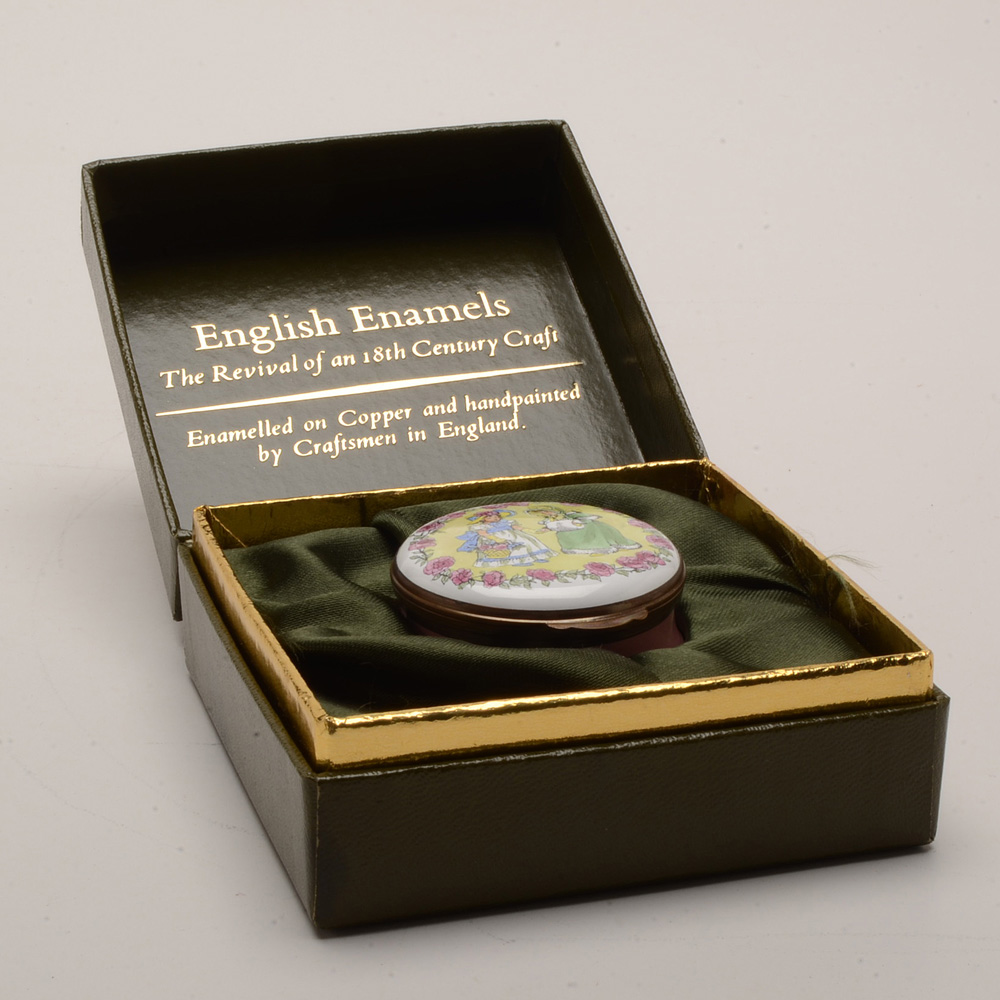 English Enamels
The Revival of an 18th Century Craft
Enamelled on Copper and handpainted
by Craftsmen in England.